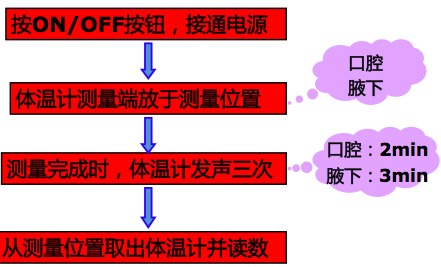 按ON/OFF按钮，接通电源
口腔
腋下
体温计测量端放于测量位置
口腔：2min
腋下：3min
测量完成时，体温计发声三次
从测量位置取出体温计并读数